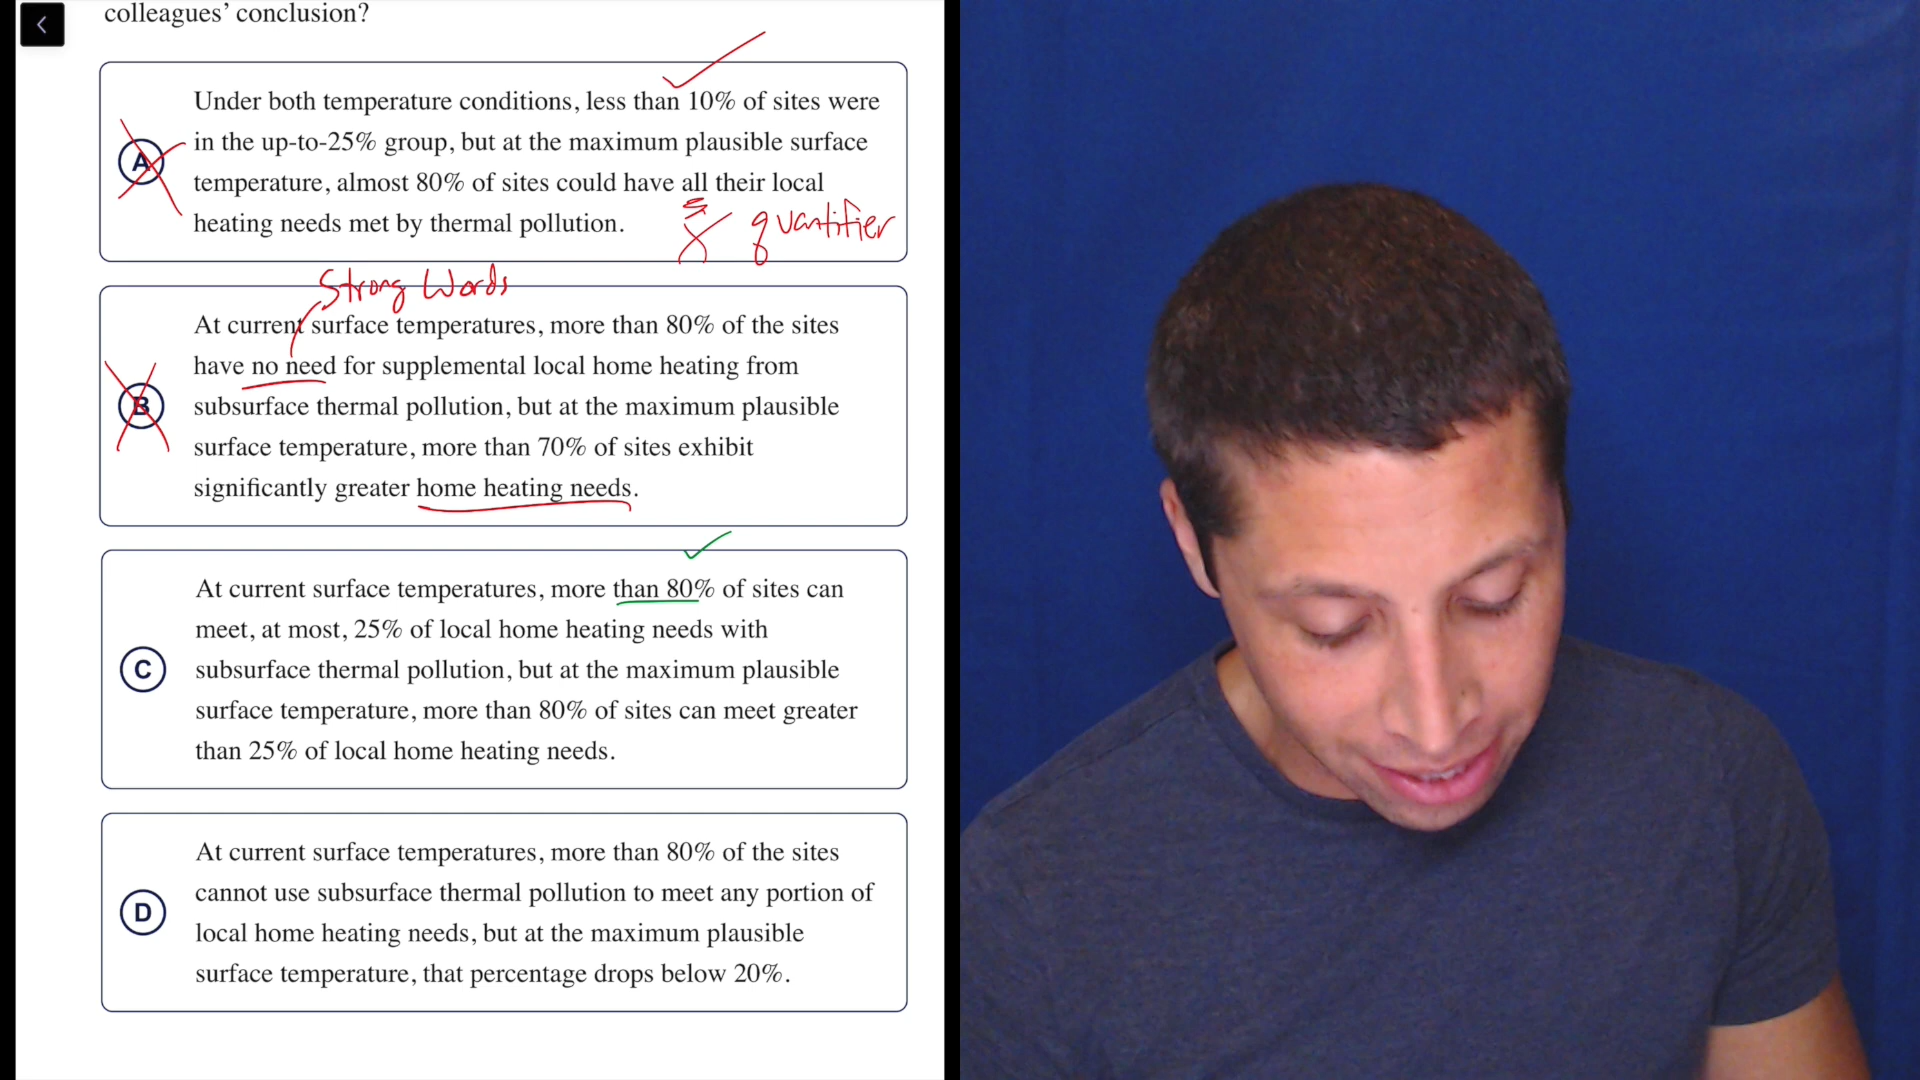 colleagues’ conclusion?
A
Under both temperature conditions, less than 10% of sites were
in the up-to-25% group, but at the maximum plausible surface
temperature, almost 80% of sites could have all their local
heating needs met by thermal pollution.
X quantifier
Strong Words
B
At current surface temperatures, more than 80% of the sites
have no need for supplemental local home heating from
subsurface thermal pollution, but at the maximum plausible
surface temperature, more than 70% of sites exhibit
significantly greater home heating needs.
C
At current surface temperatures, more than 80% of sites can
meet, at most, 25% of local home heating needs with
subsurface thermal pollution, but at the maximum plausible
surface temperature, more than 80% of sites can meet greater
than 25% of local home heating needs.
D
At current surface temperatures, more than 80% of the sites
cannot use subsurface thermal pollution to meet any portion of
local home heating needs, but at the maximum plausible
surface temperature, that percentage drops below 20%.